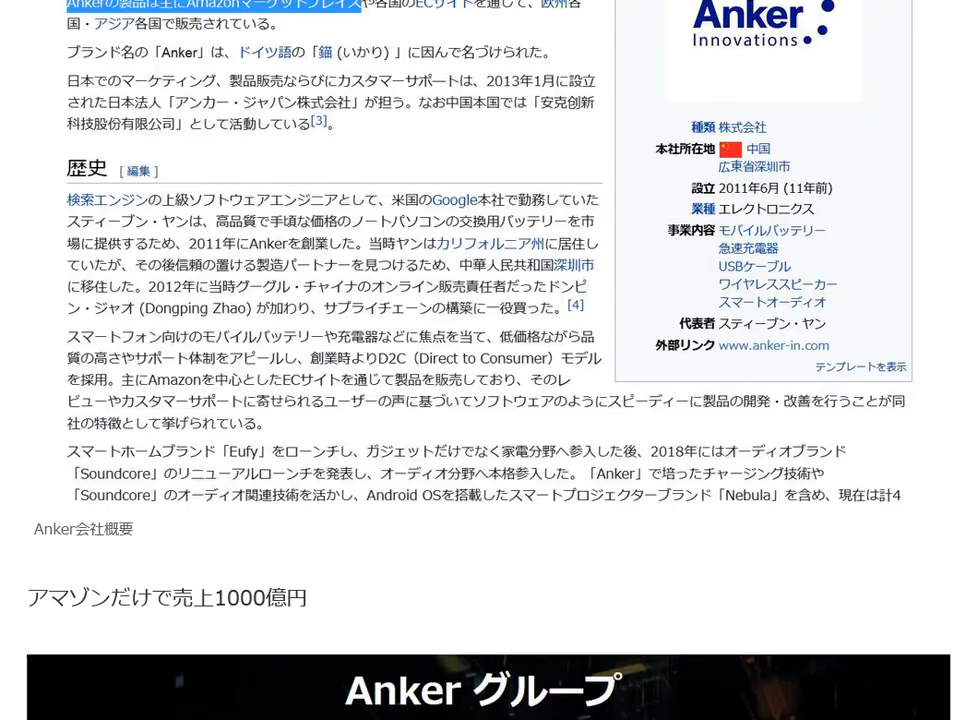 Ankerの製品は主にAmazonマーケットプレイスや各国のECサイトを通して、欧州各
国・アジア各国で販売されている。
ブランド名の「Anker」は、ドイツ語の「錨 (いかり) 」に因んで名づけられた。
日本でのマーケティング、製品販売ならびにカスタマーサポートは、2013年1月に設立
された日本法人「アンカー・ジャパン株式会社」が担う。なお中国本国では「安克创新
科技股份有限公司」として活動している[3]。
歴史 [ 編集 ]
検索エンジンの上級ソフトウェアエンジニアとして、米国のGoogle本社で勤務していた
スティーブン・ヤンは、高品質で手頃な価格のノートパソコンの交換用バッテリーを市
場に提供するため、2011年にAnkerを創業した。当時ヤンはカリフォルニア州に居住し
ていたが、その後信頼の置ける製造パートナーを見つけるため、中華人民共和国深圳市
に移住した。2012年に当時グーグル・チャイナのオンライン販売責任者だったドンピ
ン・ジャオ (Dongping Zhao) が加わり、サプライチェーンの構築に一役買った。[4]
スマートフォン向けのモバイルバッテリーや充電器などに焦点を当て、低価格ながら品
質の高さやサポート体制をアピールし、創業時よりD2C（Direct to Consumer）モデル
を採用。主にAmazonを中心としたECサイトを通じて製品を販売しており、そのレ
ビューやカスタマーサポートに寄せられるユーザーの声に基づいてソフトウェアのようにスピーディーに製品の開発・改善を行うことが同
社の特徴として挙げられている。
スマートホームブランド「Eufy」をローンチし、ガジェットだけでなく家電分野へ参入した後、2018年にはオーディオブランド
「Soundcore」のリニューアルローンチを発表し、オーディオ分野へ本格参入した。「Anker」で培ったチャージング技術や
「Soundcore」のオーディオ関連技術を活かし、Android OSを搭載したスマートプロジェクターブランド「Nebula」を含め、現在は計4
Anker
Innovations
種類 株式会社
本社所在地 中国
広東省深圳市
設立 2011年6月 (11年前)
業種 エレクトロニクス
事業内容 モバイルバッテリー
急速充電器
USBケーブル
ワイヤレススピーカー
スマートオーディオ
代表者 スティーブン・ヤン
外部リンク www.anker-in.com
テンプレートを表示
Anker会社概要
アマゾンだけで売上1000億円
Anker グループ